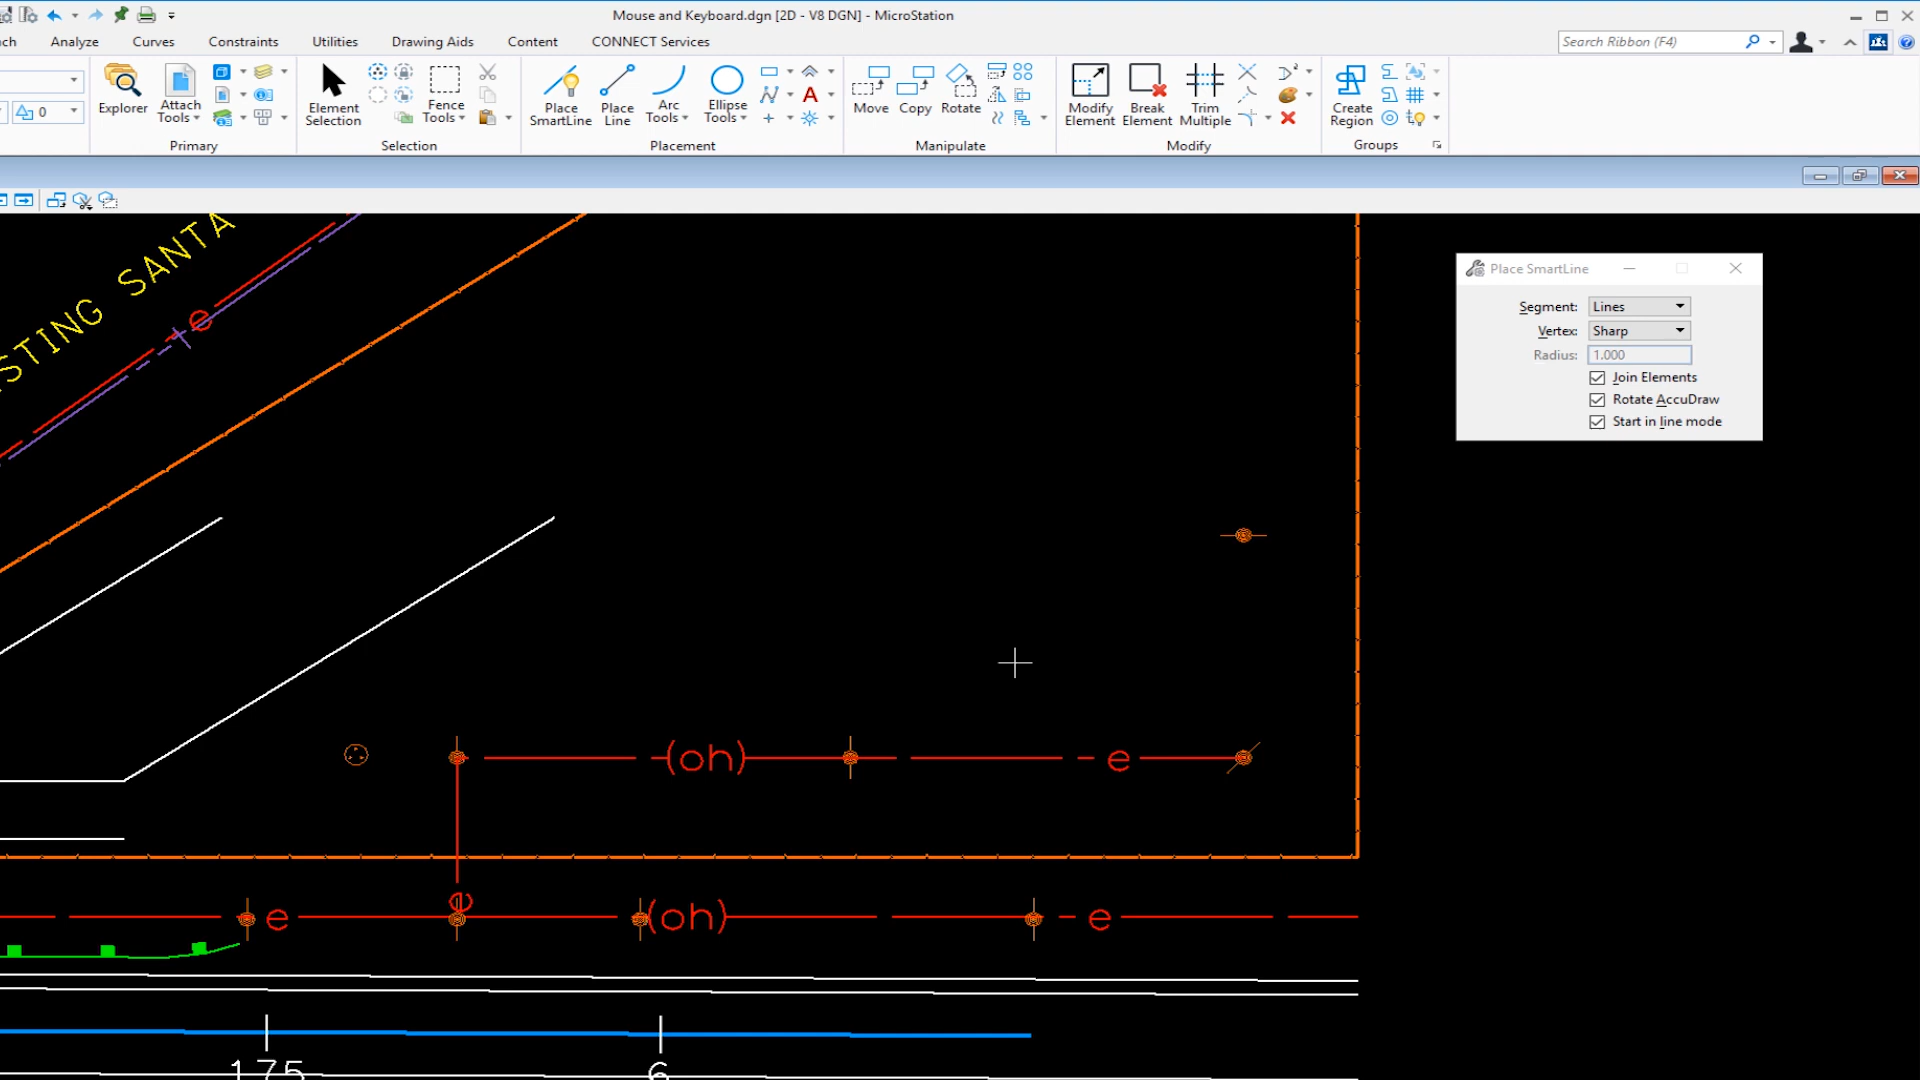 Mouse and Keyboard.dgn [2D - V8 DGN] - MicroStation
Analyze Curves Constraints Utilities Drawing Aids Content CONNECT Services
Search Ribbon (F4)
0
Explorer
Attach Tools
Primary
Element Selection
Fence Tools
Selection
Place SmartLine
Place Line
Arc Tools
Ellipse Tools
A
Placement
Move
Copy
Rotate
Manipulate
Modify Element
Break Element
Trim Multiple
Modify
Create Region
Groups
STING SANTA
e
Place SmartLine
Segment: Lines
Vertex: Sharp
Radius: 1.000
Join Elements
Rotate AccuDraw
Start in line mode
(oh) e
e
e (oh) e
175 6